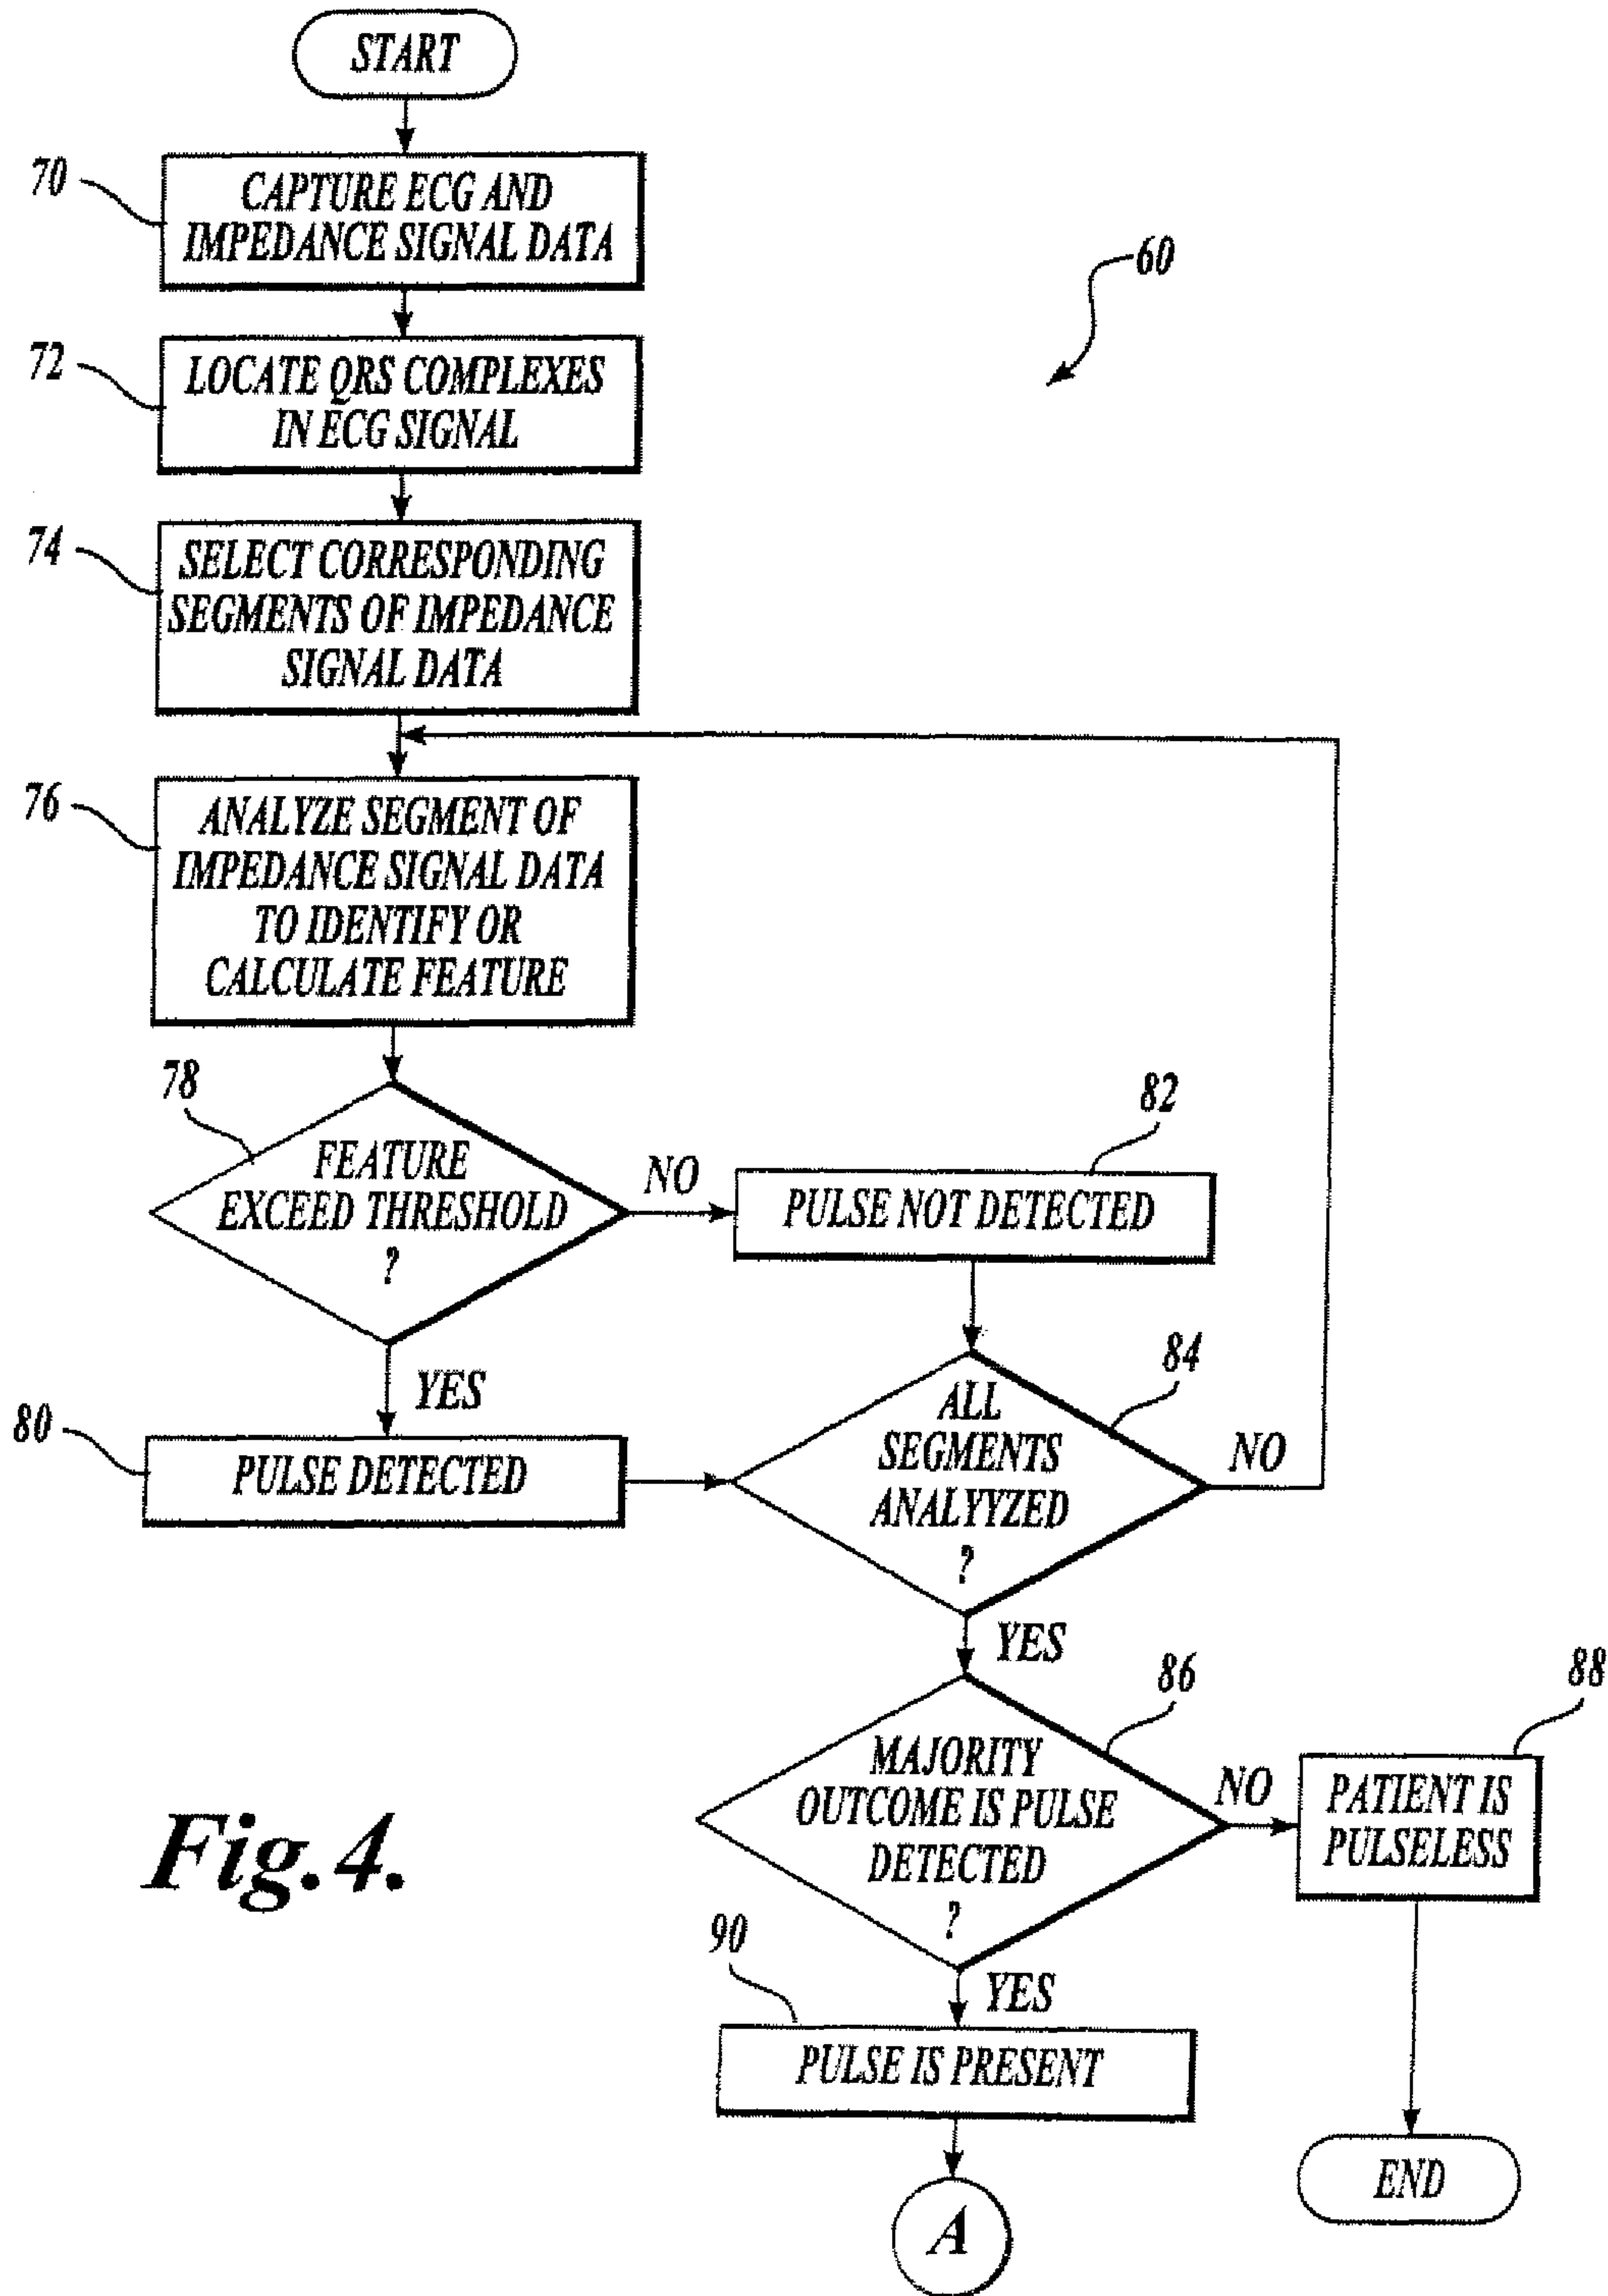 START
70
CAPTURE ECG AND
IMPEDANCE SIGNAL DATA
60
72
LOCATE QRS COMPLEXES
IN ECG SIGNAL
74
SELECT CORRESPONDING
SEGMENTS OF IMPEDANCE
SIGNAL DATA
76
ANALYZE SEGMENT OF
IMPEDANCE SIGNAL DATA
TO IDENTIFY OR
CALCULATE FEATURE
78
FEATURE
EXCEED THRESHOLD
?
NO
82
PULSE NOT DETECTED
YES
80
PULSE DETECTED
84
ALL
SEGMENTS
ANALYYZED
?
NO
YES
86
MAJORITY
OUTCOME IS PULSE
DETECTED
?
NO
88
PATIENT IS
PULSELESS
YES
90
PULSE IS PRESENT
A
END
Fig.4.